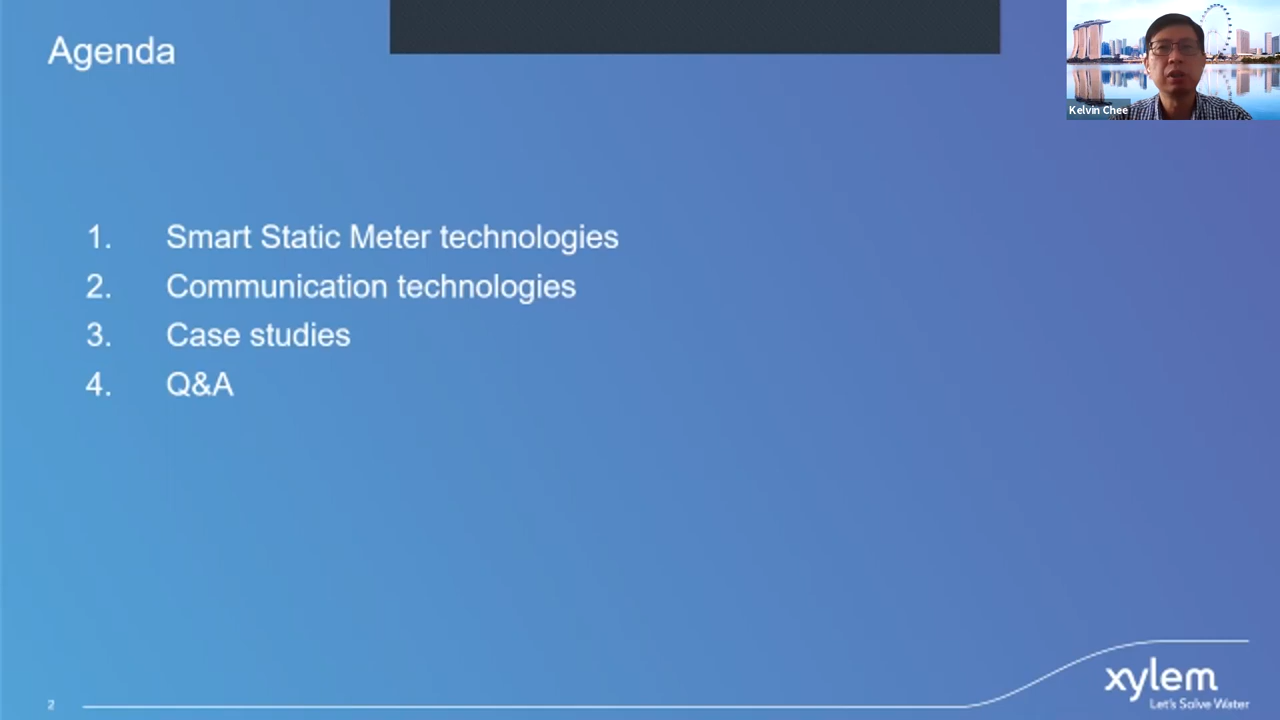 Agenda
Kelvin Chee
1. Smart Static Meter technologies
2. Communication technologies
3. Case studies
4. Q&A
xylem
Let's Solve Water
2